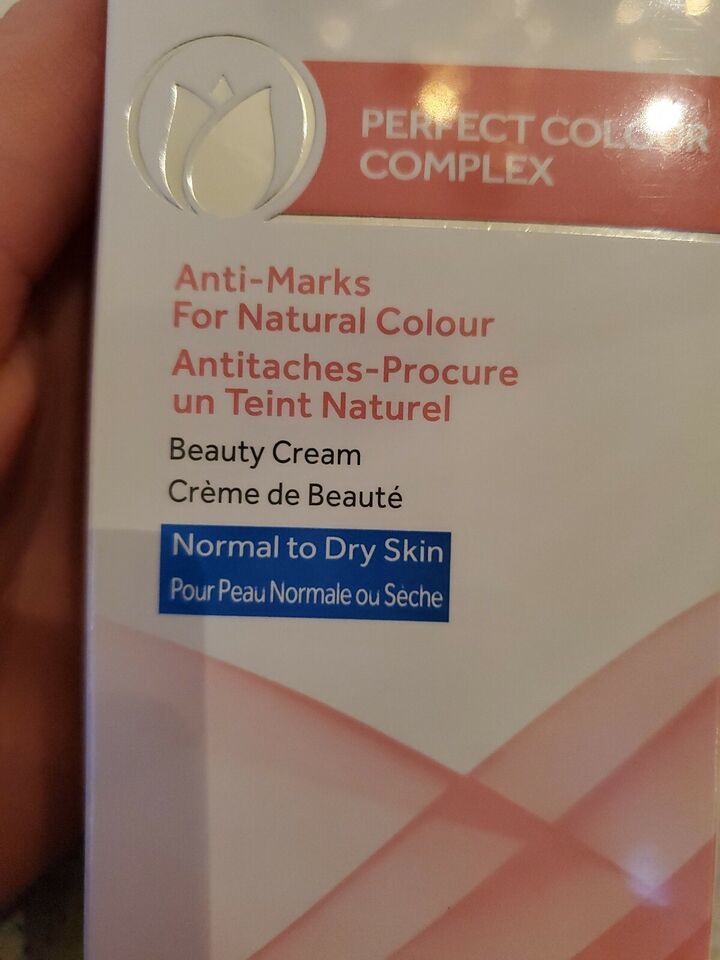 PERFECT COLOUR
COMPLEX
Anti-Marks
For Natural Colour
Antitaches-Procure
un Teint Naturel
Beauty Cream
Crème de Beauté
Normal to Dry Skin
Pour Peau Normale ou Sèche